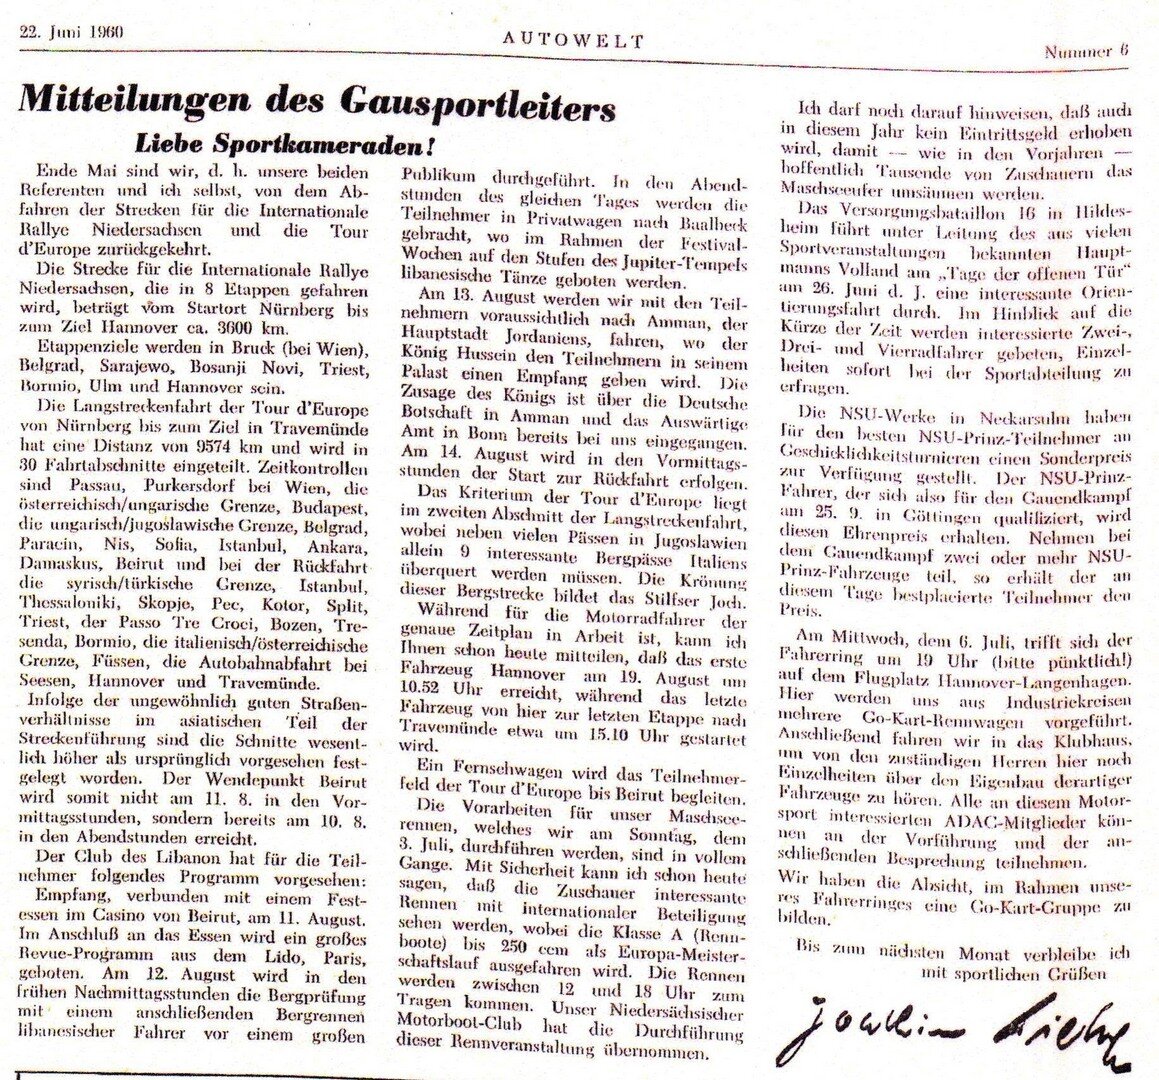 22. Juni 1960
AUTOWELT
Nummer 6
Mitteilungen des Gausportleiters
Liebe Sportkameraden!
Ende Mai sind wir, d. h. unsere beiden
Referenten und ich selbst, von dem Ab-
fahren der Strecken für die Internationale
Rallye Niedersachsen und die Tour
d'Europe zurückgekehrt.
Die Strecke für die Internationale Rallye
Niedersachsen, die in 8 Etappen gefahren
wird, beträgt vom Startort Nürnberg bis
zum Ziel Hannover ca. 3600 km.
Etappenziele werden in Bruck (bei Wien),
Belgrad, Sarajewo, Bosanji Novi, Triest,
Bormio, Ulm und Hannover sein.
Die Langstreckenfahrt der Tour d'Europe
von Nürnberg bis zum Ziel in Travemünde
hat eine Distanz von 9574 km und wird in
30 Fahrtabschnitte eingeteilt. Zeitkontrollen
sind Passau, Purkersdorf bei Wien, die
österreichisch/ungarische Grenze, Budapest,
die ungarisch/jugoslawische Grenze, Belgrad,
Paracin, Nis, Sofia, Istanbul, Ankara,
Damaskus, Beirut und bei der Rückfahrt
die syrisch/türkische Grenze, Istanbul,
Thessaloniki, Skopje, Pec, Kotor, Split,
Triest, der Passo Tre Croci, Bozen, Tre-
senda, Bormio, die italienisch/österreichische
Grenze, Füssen, die Autobahnabfahrt bei
Seesen, Hannover und Travemünde.
Infolge der ungewöhnlich guten Straßen-
verhältnisse im asiatischen Teil der
Streckenführung sind die Schnitte wesent-
lich höher als ursprünglich vorgesehen fest-
gelegt worden. Der Wendepunkt Beirut
wird somit nicht am 11. 8. in den Vor-
mittagsstunden, sondern bereits am 10. 8.
in den Abendstunden erreicht.
Der Club des Libanon hat für die Teil-
nehmer folgendes Programm vorgesehen:
Empfang, verbunden mit einem Fest-
essen im Casino von Beirut, am 11. August.
Im Anschluß an das Essen wird ein großes
Revue-Programm aus dem Lido, Paris,
geboten. Am 12. August wird in den
frühen Nachmittagsstunden die Bergprüfung
mit einem anschließenden Bergrennen
libanesischer Fahrer vor einem großen
Publikum durchgeführt. In den Abend-
stunden des gleichen Tages werden die
Teilnehmer in Privatwagen nach Baalbeck
gebracht, wo im Rahmen der Festival-
Wochen auf den Stufen des Jupiter-Tempels
libanesische Tänze geboten werden.
Am 13. August werden wir mit den Teil-
nehmern voraussichtlich nach Amman, der
Hauptstadt Jordaniens, fahren, wo der
König Hussein den Teilnehmern in seinem
Palast einen Empfang geben wird. Die
Zusage des Königs ist über die Deutsche
Botschaft in Amman und das Auswärtige
Amt in Bonn bereits bei uns eingegangen.
Am 14. August wird in den Vormittags-
stunden der Start zur Rückfahrt erfolgen.
Das Kriterium der Tour d'Europe liegt
im zweiten Abschnitt der Langstreckenfahrt,
wobei neben vielen Pässen in Jugoslawien
allein 9 interessante Bergpässe Italiens
überquert werden müssen. Die Krönung
dieser Bergstrecke bildet das Stilfser Joch.
Während für die Motorradfahrer der
genaue Zeitplan in Arbeit ist, kann ich
Ihnen schon heute mitteilen, daß das erste
Fahrzeug Hannover am 19. August um
10.52 Uhr erreicht, während das letzte
Fahrzeug von hier zur letzten Etappe nach
Travemünde etwa um 15.10 Uhr gestartet
wird.
Ein Fernsehwagen wird das Teilnehmer-
feld der Tour d'Europe bis Beirut begleiten.
Die Vorarbeiten für unser Maschsee-
rennen, welches wir am Sonntag, dem
3. Juli, durchführen werden, sind in vollem
Gange. Mit Sicherheit kann ich schon heute
sagen, daß die Zuschauer interessante
Rennen mit internationaler Beteiligung
sehen werden, wobei die Klasse A (Renn-
boote) bis 250 ccm als Europa-Meister-
schaftslauf ausgefahren wird. Die Rennen
werden zwischen 12 und 18 Uhr zum
Tragen kommen. Unser Niedersächsischer
Motorboot-Club hat die Durchführung
dieser Rennveranstaltung übernommen.
Ich darf noch darauf hinweisen, daß auch
in diesem Jahr kein Eintrittsgeld erhoben
wird, damit — wie in den Vorjahren —
hoffentlich Tausende von Zuschauern das
Maschseeufer umsäumen werden.
Das Versorgungsbataillon 16 in Hildes-
heim führt unter Leitung des aus vielen
Sportveranstaltungen bekannten Haupt-
manns Volland am „Tage der offenen Tür"
am 26. Juni d. J. eine interessante Orien-
tierungsfahrt durch. Im Hinblick auf die
Kürze der Zeit werden interessierte Zwei-,
Drei- und Vierradfahrer gebeten, Einzel-
heiten sofort bei der Sportabteilung zu
erfragen.
Die NSU-Werke in Neckarsulm haben
für den besten NSU-Prinz-Teilnehmer an
Geschicklichkeitsturnieren einen Sonderpreis
zur Verfügung gestellt. Der NSU-Prinz-
Fahrer, der sich also für den Gauendkampf
am 25. 9. in Göttingen qualifiziert, wird
diesen Ehrenpreis erhalten. Nehmen bei
dem Gauendkampf zwei oder mehr NSU-
Prinz-Fahrzeuge teil, so erhält der an
diesem Tage bestplacierte Teilnehmer den
Preis.
Am Mittwoch, dem 6. Juli, trifft sich der
Fahrerring um 19 Uhr (bitte pünktlich!)
auf dem Flugplatz Hannover-Langenhagen.
Hier werden uns aus Industriekreisen
mehrere Go-Kart-Rennwagen vorgeführt.
Anschließend fahren wir in das Klubhaus,
um von den zuständigen Herren hier noch
Einzelheiten über den Eigenbau derartiger
Fahrzeuge zu hören. Alle an diesem Motor-
sport interessierten ADAC-Mitglieder kön-
nen an der Vorführung und der an-
schließenden Besprechung teilnehmen.
Wir haben die Absicht, im Rahmen unse-
res Fahrerringes eine Go-Kart-Gruppe zu
bilden.
Bis zum nächsten Monat verbleibe ich
mit sportlichen Grüßen
Joachim